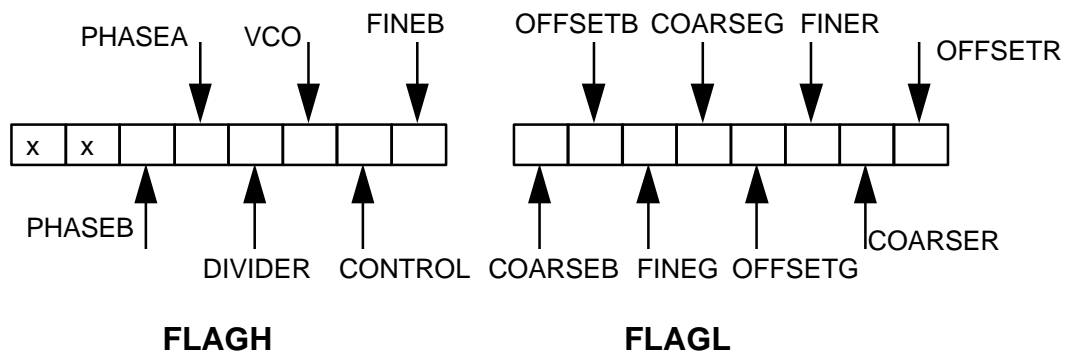 PHASEA VCO FINEB OFFSETB COARSEG FINER OFFSETR
x x
PHASEB DIVIDER CONTROL COARSEB FINEG OFFSETG COARSER
FLAGH FLAGL